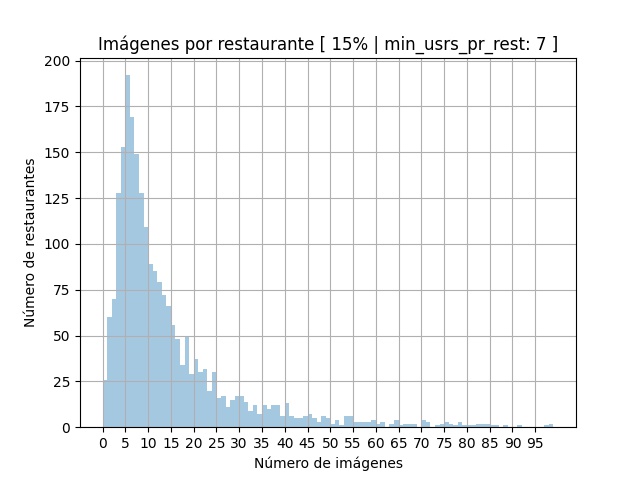 Imágenes por restaurante [ 15% | min_usrs_pr_rest: 7 ]
Número de restaurantes
200
175
150
125
100
75
50
25
0
0 5 10 15 20 25 30 35 40 45 50 55 60 65 70 75 80 85 90 95
Número de imágenes